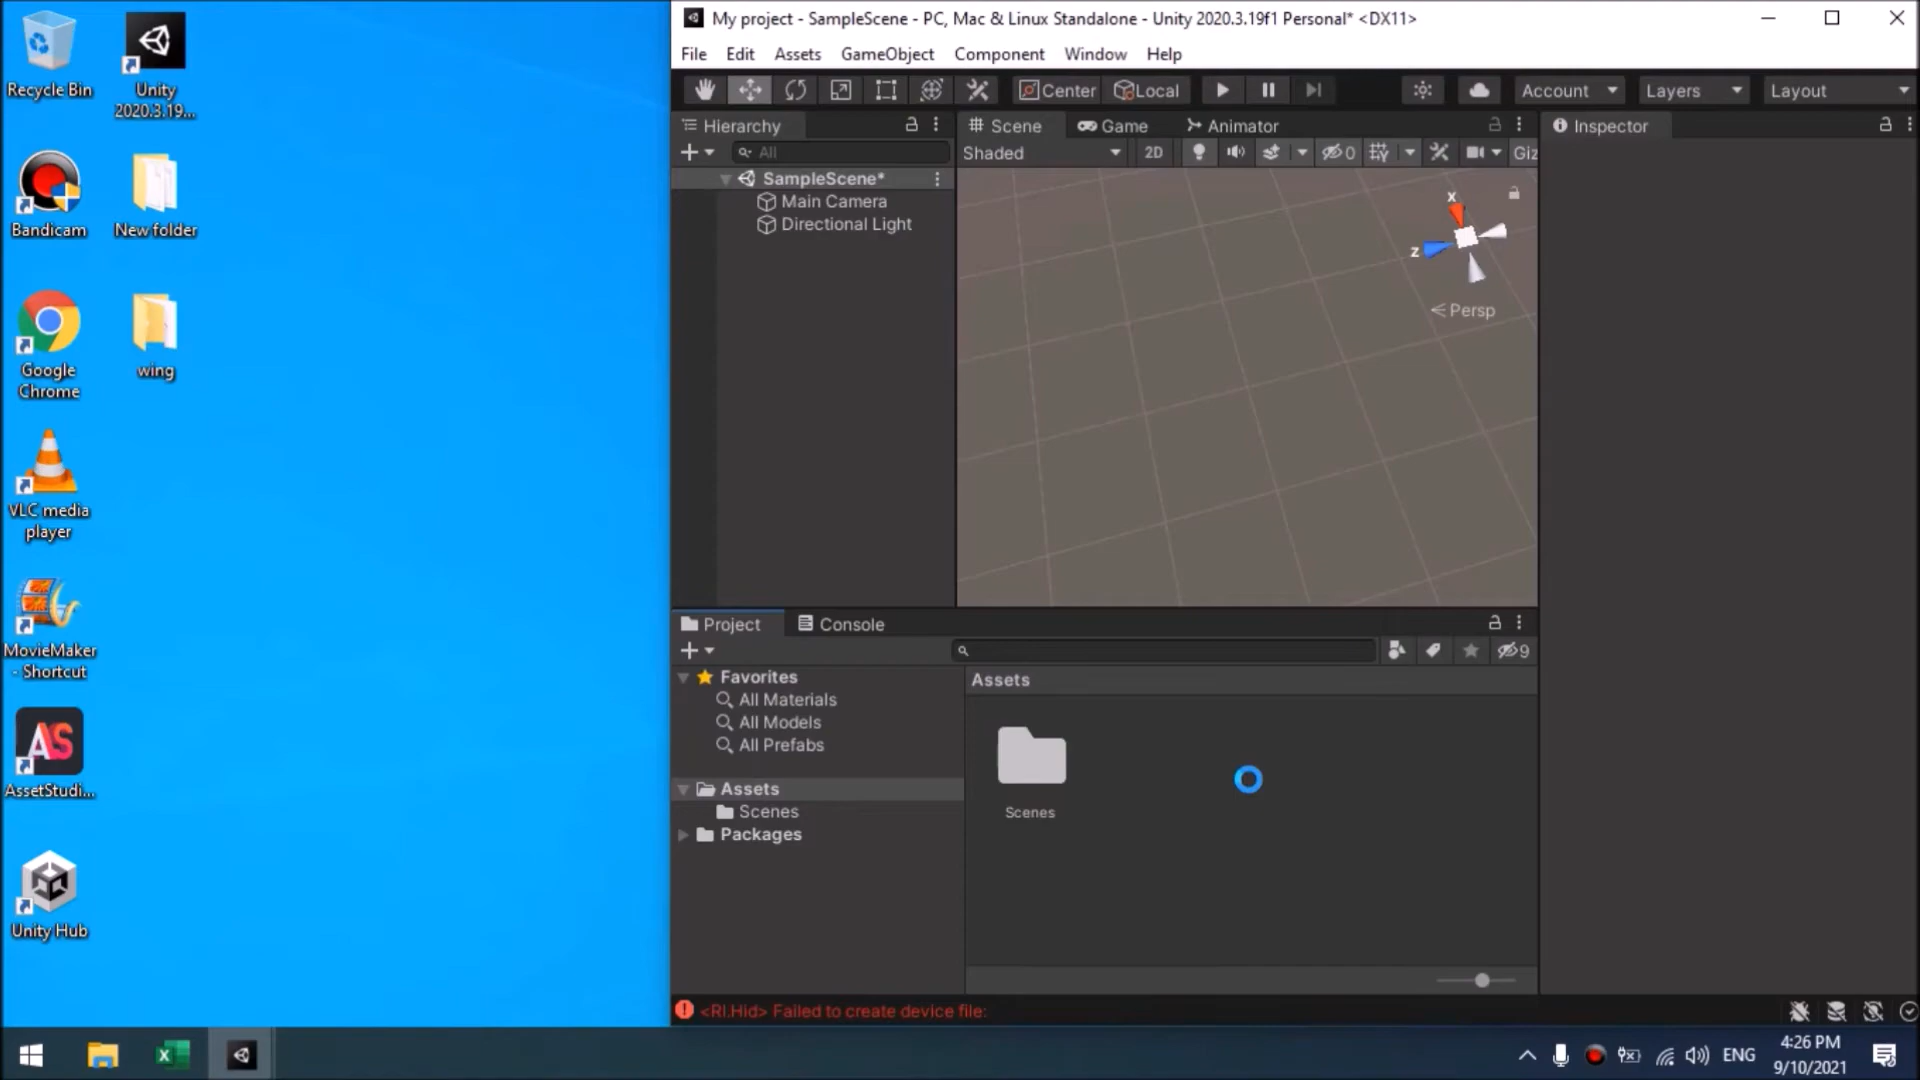 Recycle Bin
Unity
2020.3.19...
Bandicam
New folder
Google
Chrome
wing
VLC media
player
MovieMaker
- Shortcut
AS
AssetStudi...
Unity Hub
My project - SampleScene - PC, Mac & Linux Standalone - Unity 2020.3.19f1 Personal* <DX11>
File Edit Assets GameObject Component Window Help
Center Local Account Layers Layout
Hierarchy
All
SampleScene*
Main Camera
Directional Light
Scene Game Animator
Shaded 2D 0 Giz
x
z
Persp
Inspector
Project Console
9
Favorites
All Materials
All Models
All Prefabs
Assets
Scenes
Packages
Assets
Scenes
<RI.Hid> Failed to create device file:
ENG
4:26 PM
9/10/2021